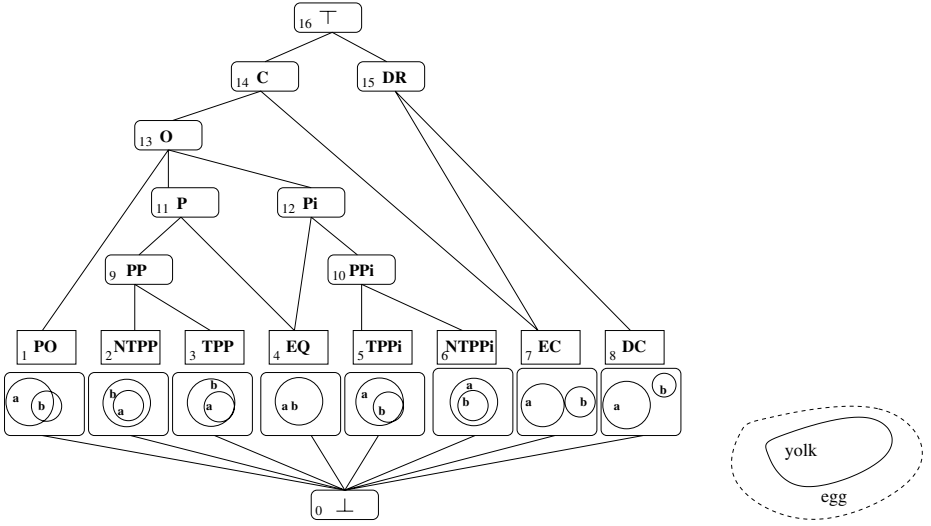 16 ⊤
14 C
15 DR
13 O
11 P
12 Pi
9 PP
10 PPi
1 PO
2 NTPP
3 TPP
4 EQ
5 TPPi
6 NTPPi
7 EC
8 DC
a b
b a
b a
a b
a b
a b
a b
a b
0 ⊥
yolk
egg